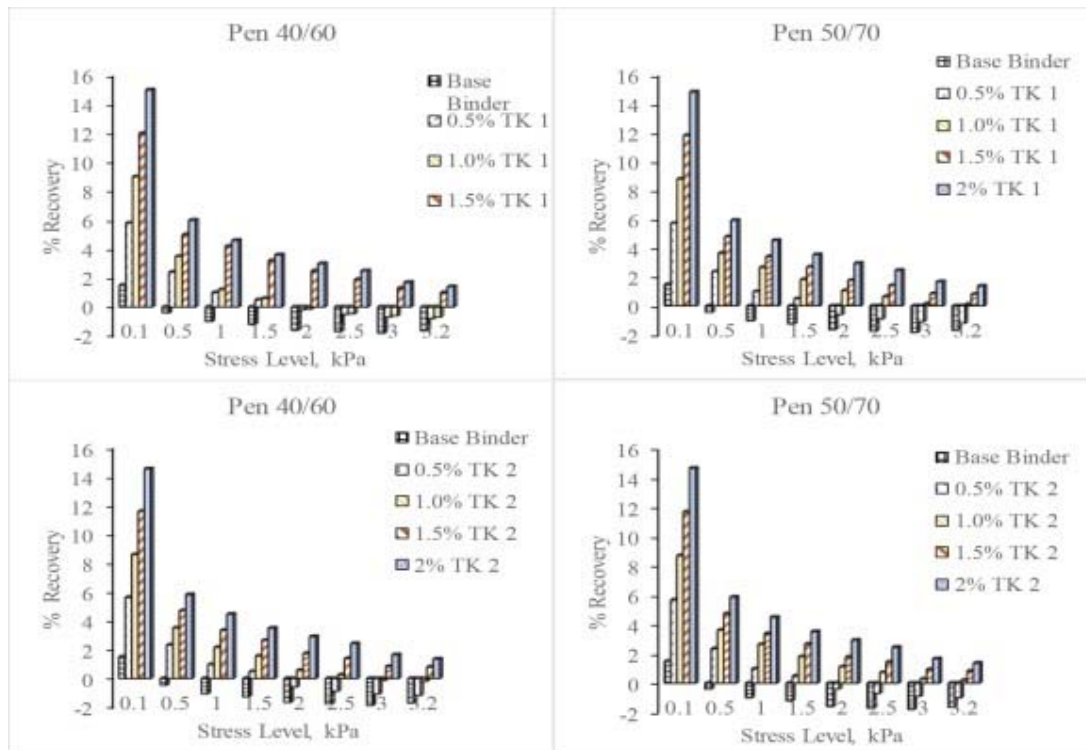 Pen 40/60
16
14
12
10
8
6
4
2
0
-2
% Recovery
0.1 0.5 1 1.5 2 2.5 3 3.2
Stress Level, kPa
Base
Binder
0.5% TK 1
1.0% TK 1
1.5% TK 1
Pen 50/70
16
14
12
10
8
6
4
2
0
-2
% Recovery
0.1 0.5 1 1.5 2 2.5 3 3.2
Stress Level, kPa
Base Binder
0.5% TK 1
1.0% TK 1
1.5% TK 1
2% TK 1
Pen 40/60
16
14
12
10
8
6
4
2
0
-2
% Recovery
0.1 0.5 1 1.5 2 2.5 3 3.2
Stress Level, kPa
Base Binder
0.5% TK 2
1.0% TK 2
1.5% TK 2
2% TK 2
Pen 50/70
16
14
12
10
8
6
4
2
0
-2
% Recovery
0.1 0.5 1 1.5 2 2.5 3 3.2
Stress Level, kPa
Base Binder
0.5% TK 2
1.0% TK 2
1.5% TK 2
2% TK 2